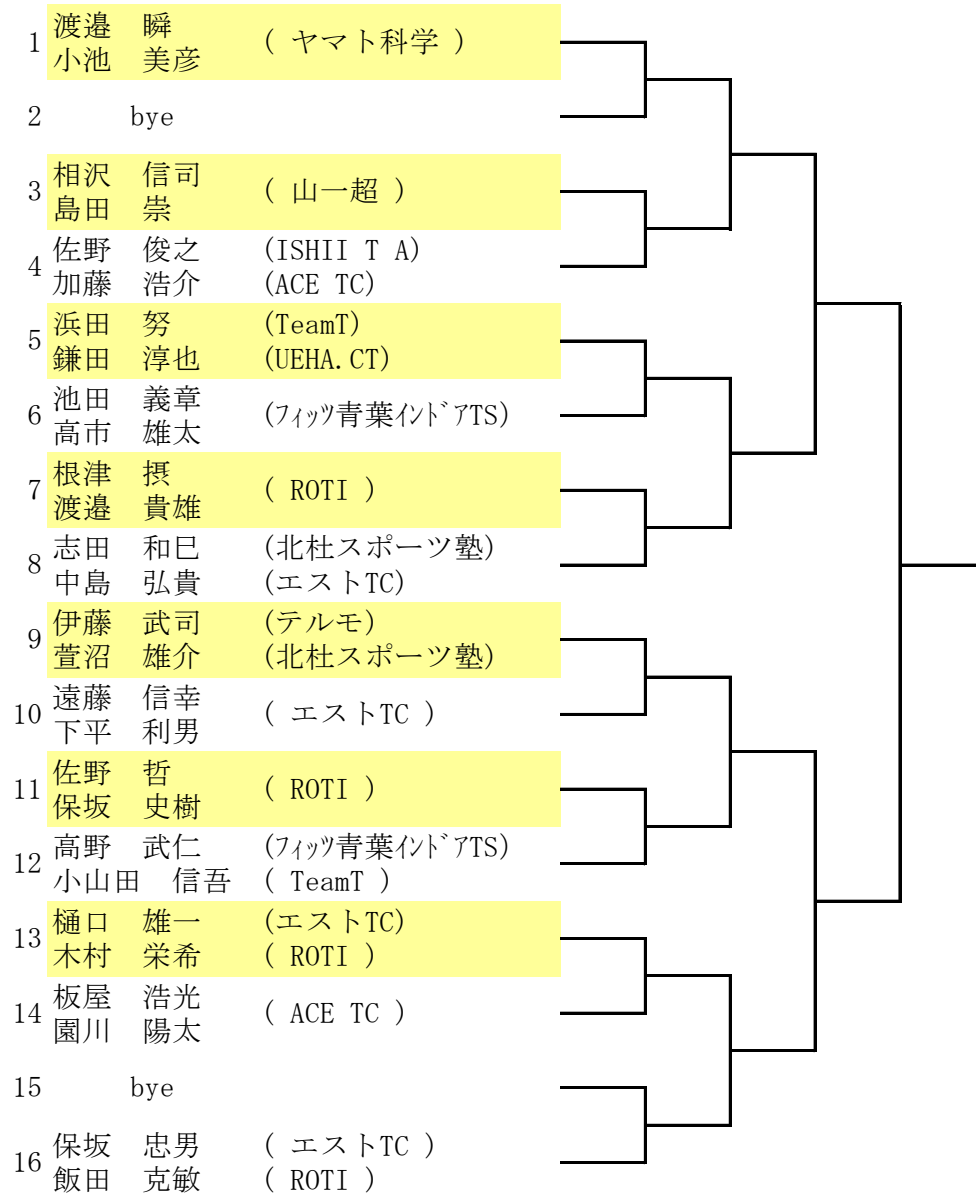 1 渡邉　瞬 ( ヤマト科学 )
小池　美彦
2 bye
3 相沢　信司 ( 山一超 )
島田　崇
4 佐野　俊之 (ISHII T A)
加藤　浩介 (ACE TC)
5 浜田　努 (TeamT)
鎌田　淳也 (UEHA.CT)
6 池田　義章 (ﾌｨｯﾂ青葉ｲﾝﾄﾞｱTS)
高市　雄太
7 根津　摂 ( ROTI )
渡邉　貴雄
8 志田　和巳 (北杜スポーツ塾)
中島　弘貴 (エストTC)
9 伊藤　武司 (テルモ)
萱沼　雄介 (北杜スポーツ塾)
10 遠藤　信幸 ( エストTC )
下平　利男
11 佐野　哲 ( ROTI )
保坂　史樹
12 高野　武仁 (ﾌｨｯﾂ青葉ｲﾝﾄﾞｱTS)
小山田　信吾 ( TeamT )
13 樋口　雄一 (エストTC)
木村　栄希 ( ROTI )
14 板屋　浩光 ( ACE TC )
園川　陽太
15 bye
16 保坂　忠男 ( エストTC )
飯田　克敏 ( ROTI )